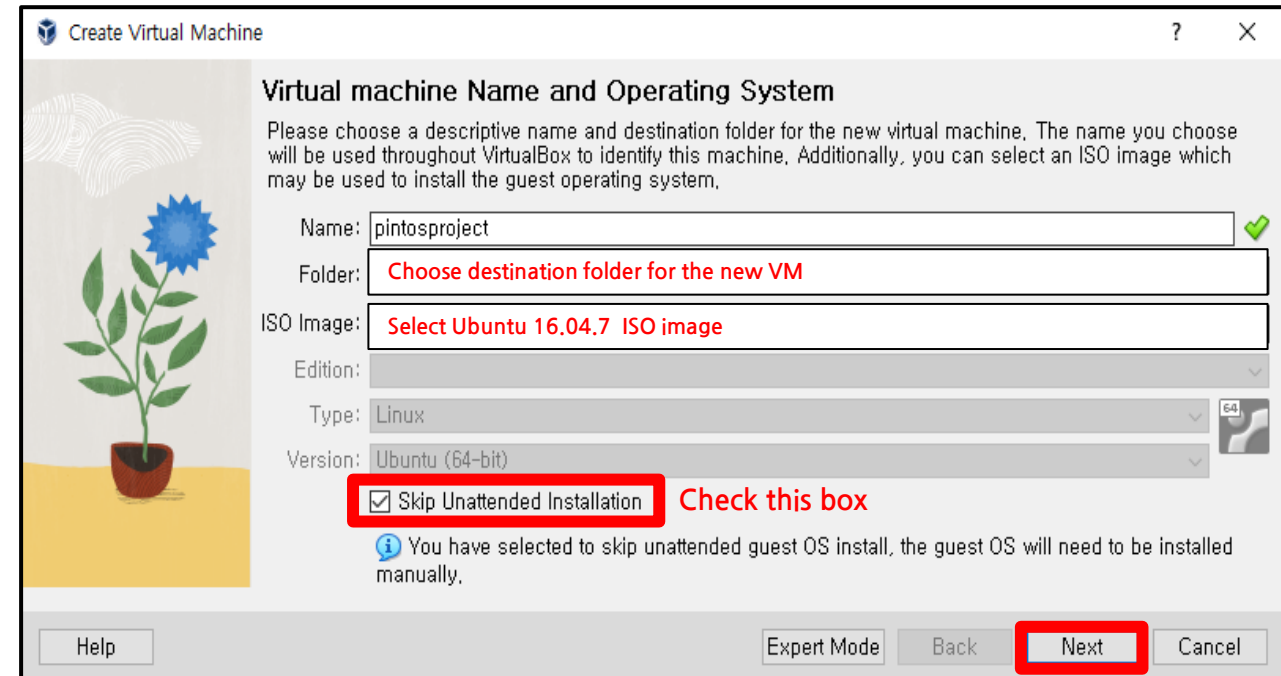 Create Virtual Machine
?
Virtual machine Name and Operating System
Please choose a descriptive name and destination folder for the new virtual machine, The name you choose
will be used throughout VirtualBox to identify this machine, Additionally, you can select an ISO image which
may be used to install the guest operating system,
Name: pintosproject
Folder: Choose destination folder for the new VM
ISO Image: Select Ubuntu 16.04.7 ISO image
Edition:
Type: Linux
64
Version: Ubuntu (64-bit)
Skip Unattended Installation Check this box
You have selected to skip unattended guest OS install, the guest OS will need to be installed
manually,
Help Expert Mode Back Next Cancel